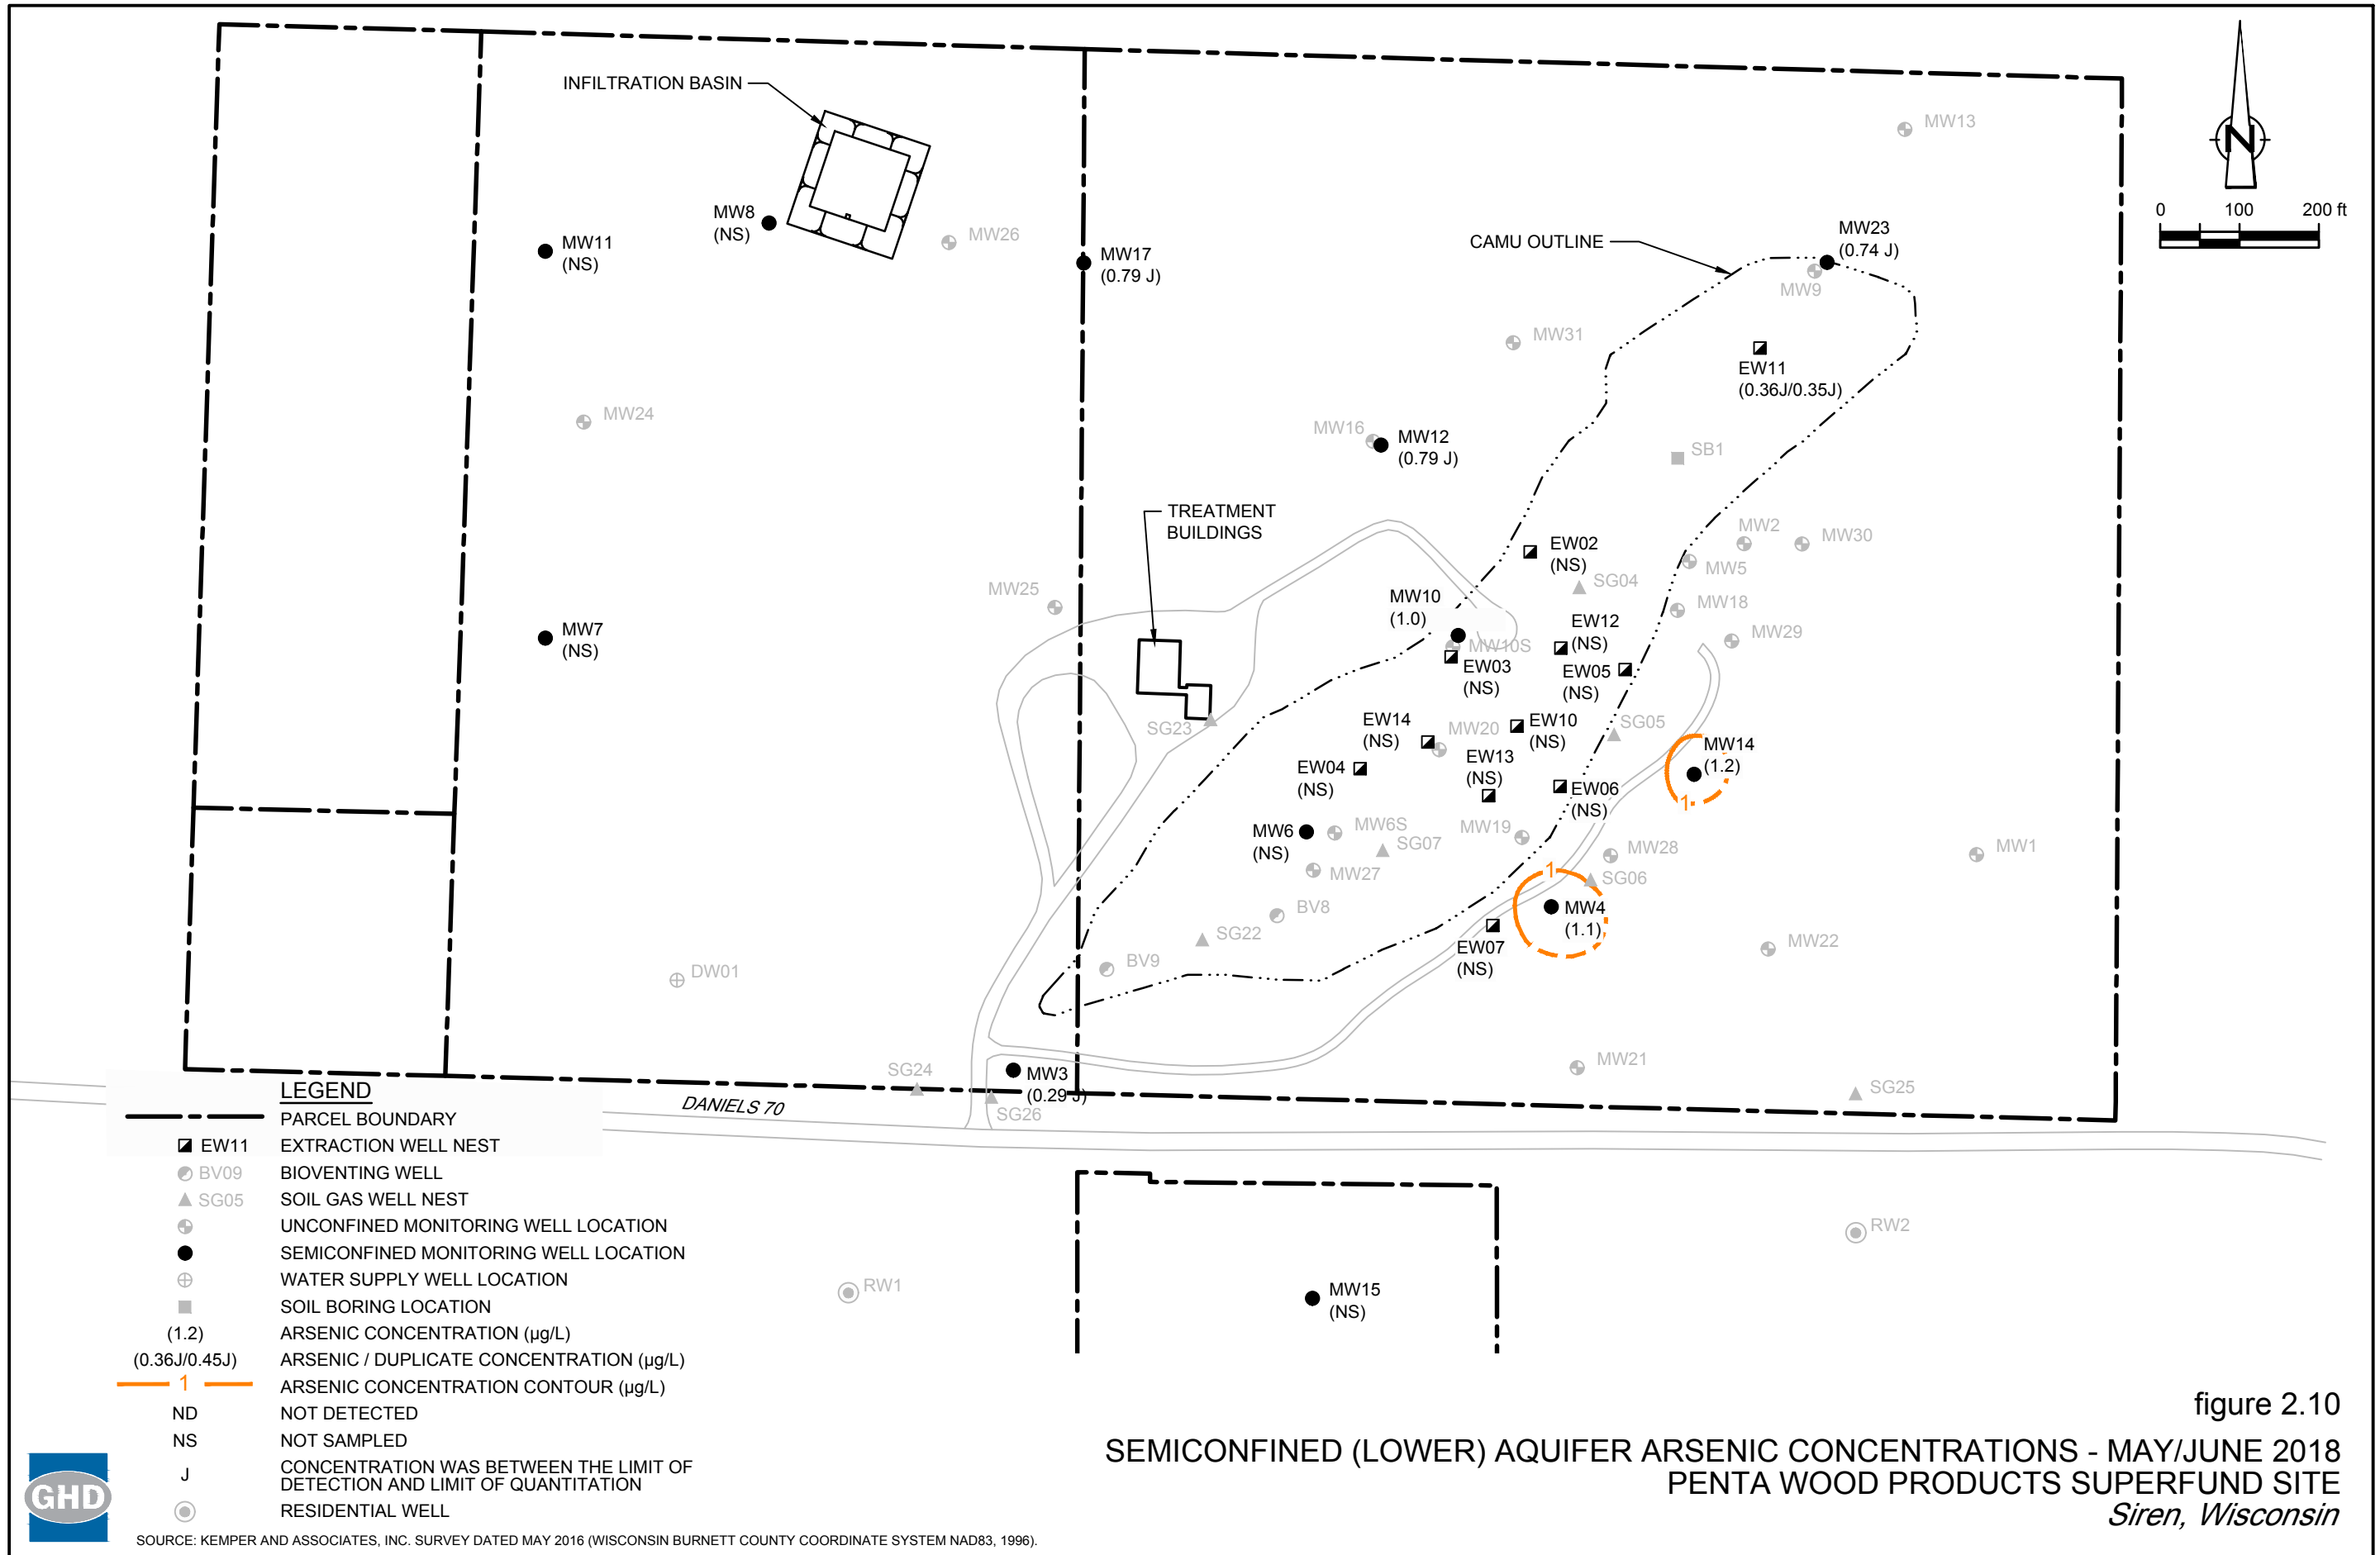 INFILTRATION BASIN
MW13
N
0 100 200 ft
MW8
(NS)
MW11
(NS)
MW26
MW17
(0.79 J)
CAMU OUTLINE
MW23
(0.74 J)
MW9
MW31
EW11
(0.36J/0.35J)
MW24
MW16
MW12
(0.79 J)
SB1
TREATMENT
BUILDINGS
EW02
(NS)
SG04
MW2
MW30
MW5
MW25
MW10
(1.0)
MW18
MW7
(NS)
EW12
(NS)
MW29
MW10S
EW03
(NS)
EW05
(NS)
SG23
EW14
(NS)
MW20
EW10
(NS)
SG05
MW14
(1.2)
1
EW04
(NS)
EW13
(NS)
EW06
(NS)
MW6
(NS)
MW6S
SG07
MW19
MW28
MW1
MW27
1
SG06
BV8
MW4
(1.1)
SG22
EW07
(NS)
MW22
BV9
DW01
SG24
MW3
(0.29 J)
SG26
MW21
SG25
DANIELS 70
RW1
RW2
MW15
(NS)
LEGEND
PARCEL BOUNDARY
EW11 EXTRACTION WELL NEST
BV09 BIOVENTING WELL
SG05 SOIL GAS WELL NEST
UNCONFINED MONITORING WELL LOCATION
SEMICONFINED MONITORING WELL LOCATION
WATER SUPPLY WELL LOCATION
SOIL BORING LOCATION
(1.2) ARSENIC CONCENTRATION (µg/L)
(0.36J/0.45J) ARSENIC / DUPLICATE CONCENTRATION (µg/L)
1 ARSENIC CONCENTRATION CONTOUR (µg/L)
ND NOT DETECTED
NS NOT SAMPLED
J CONCENTRATION WAS BETWEEN THE LIMIT OF
DETECTION AND LIMIT OF QUANTITATION
RESIDENTIAL WELL
GHD
SOURCE: KEMPER AND ASSOCIATES, INC. SURVEY DATED MAY 2016 (WISCONSIN BURNETT COUNTY COORDINATE SYSTEM NAD83, 1996).
figure 2.10
SEMICONFINED (LOWER) AQUIFER ARSENIC CONCENTRATIONS - MAY/JUNE 2018
PENTA WOOD PRODUCTS SUPERFUND SITE
Siren, Wisconsin